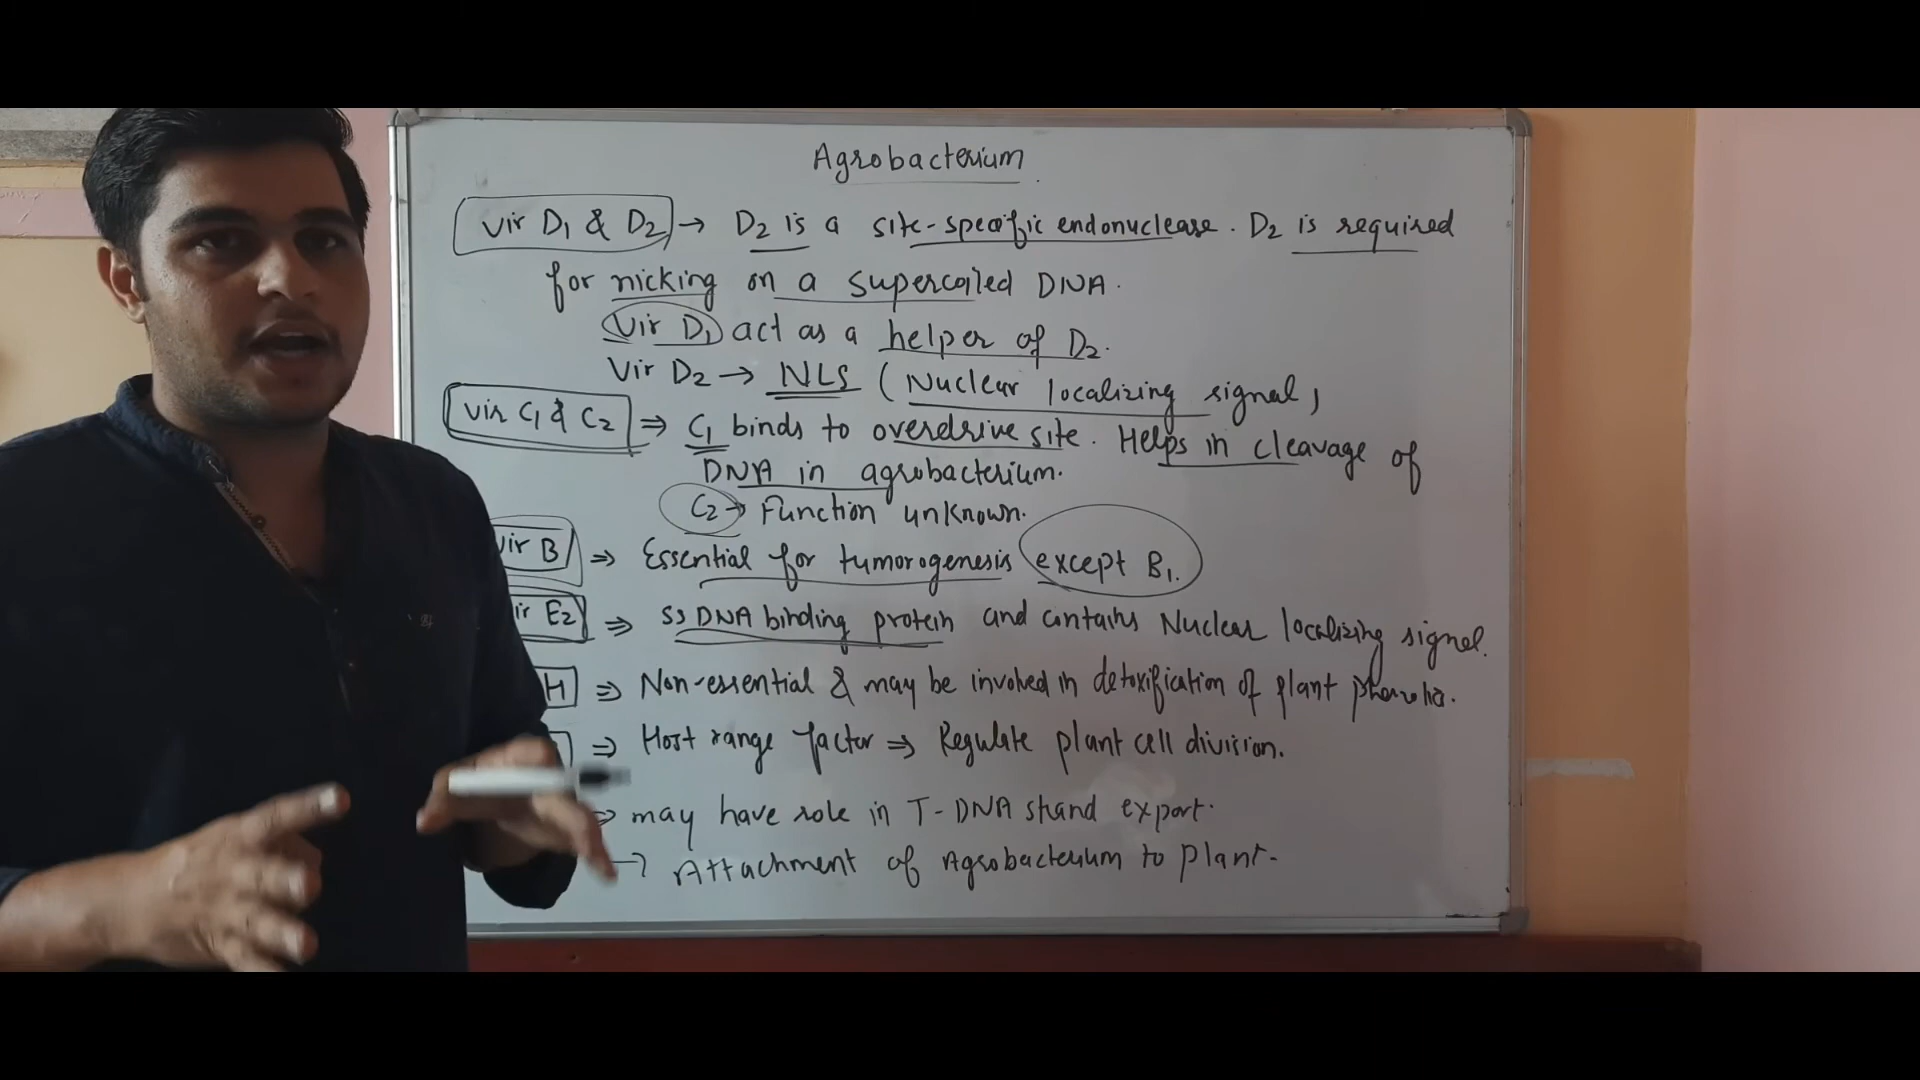 Agrobacterium
Vir D1 & D2 → D2 is a site-specific endonuclease. D2 is required
for nicking on a supercoiled DNA.
Vir D1 act as a helper of D2.
Vir D2 → NLS (Nuclear localizing signal)
Vir C1 & C2 ⇒ C1 binds to overdrive site. Helps in cleavage of
DNA in agrobacterium.
C2 → Function unknown.
Vir B ⇒ Essential for tumorogenesis except B1.
ir E2 ⇒ SS DNA binding protein and contains Nuclear localizing signal.
H ⇒ Non-essential & may be involved in detoxification of plant
⇒ Host range factor ⇒ Regulate plant cell division.
⇒ may have role in T-DNA strand export.
→ Attachment of Agrobacterium to plant.